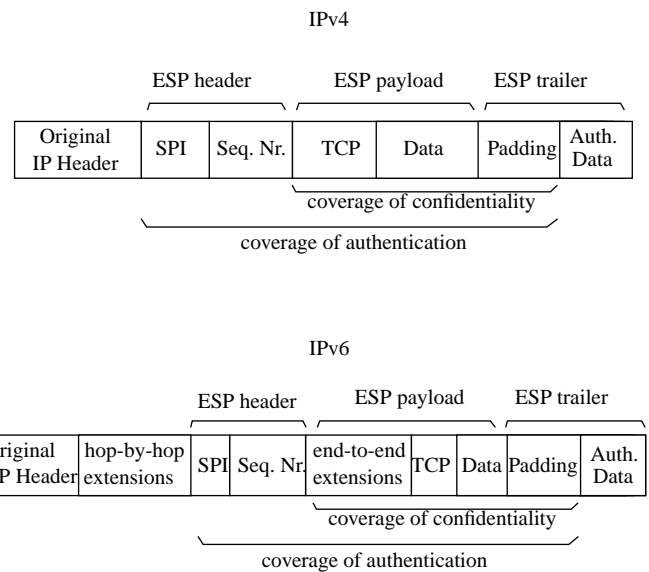 IPv4
ESP header ESP payload ESP trailer
Original IP Header SPI Seq. Nr. TCP Data Padding Auth. Data
coverage of confidentiality
coverage of authentication
IPv6
ESP header ESP payload ESP trailer
riginal P Header hop-by-hop extensions SPI Seq. Nr. end-to-end extensions TCP Data Padding Auth. Data
coverage of confidentiality
coverage of authentication